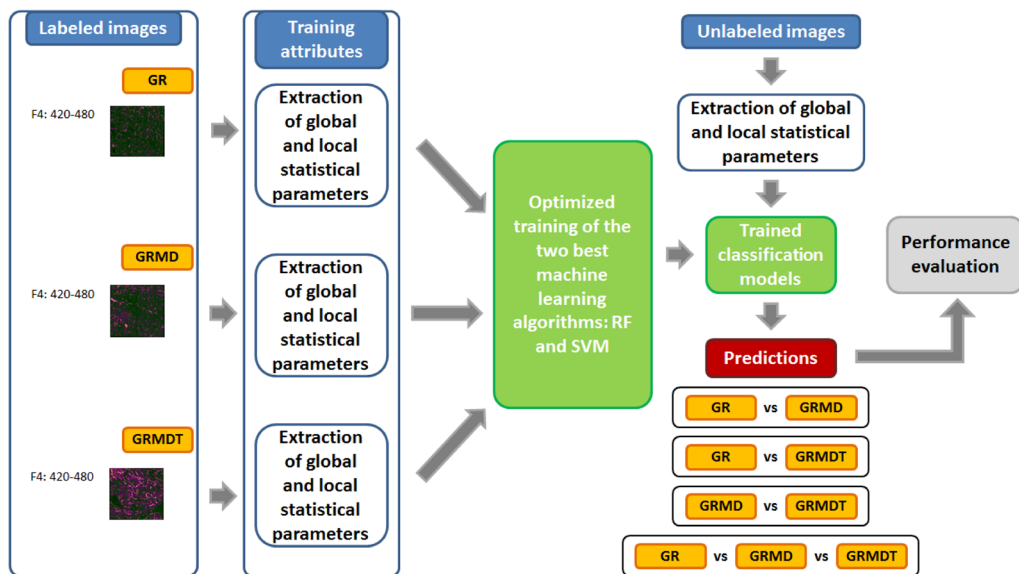 Labeled images
GR
F4: 420-480
GRMD
F4: 420-480
GRMDT
F4: 420-480
Training
attributes
Extraction
of global
and local
statistical
parameters
Extraction
of global
and local
statistical
parameters
Extraction
of global
and local
statistical
parameters
Optimized
training of the
two best
machine
learning
algorithms: RF
and SVM
Unlabeled images
Extraction of global
and local statistical
parameters
Trained
classification
models
Predictions
GR vs GRMD
GR vs GRMDT
GRMD vs GRMDT
GR vs GRMD vs GRMDT
Performance
evaluation